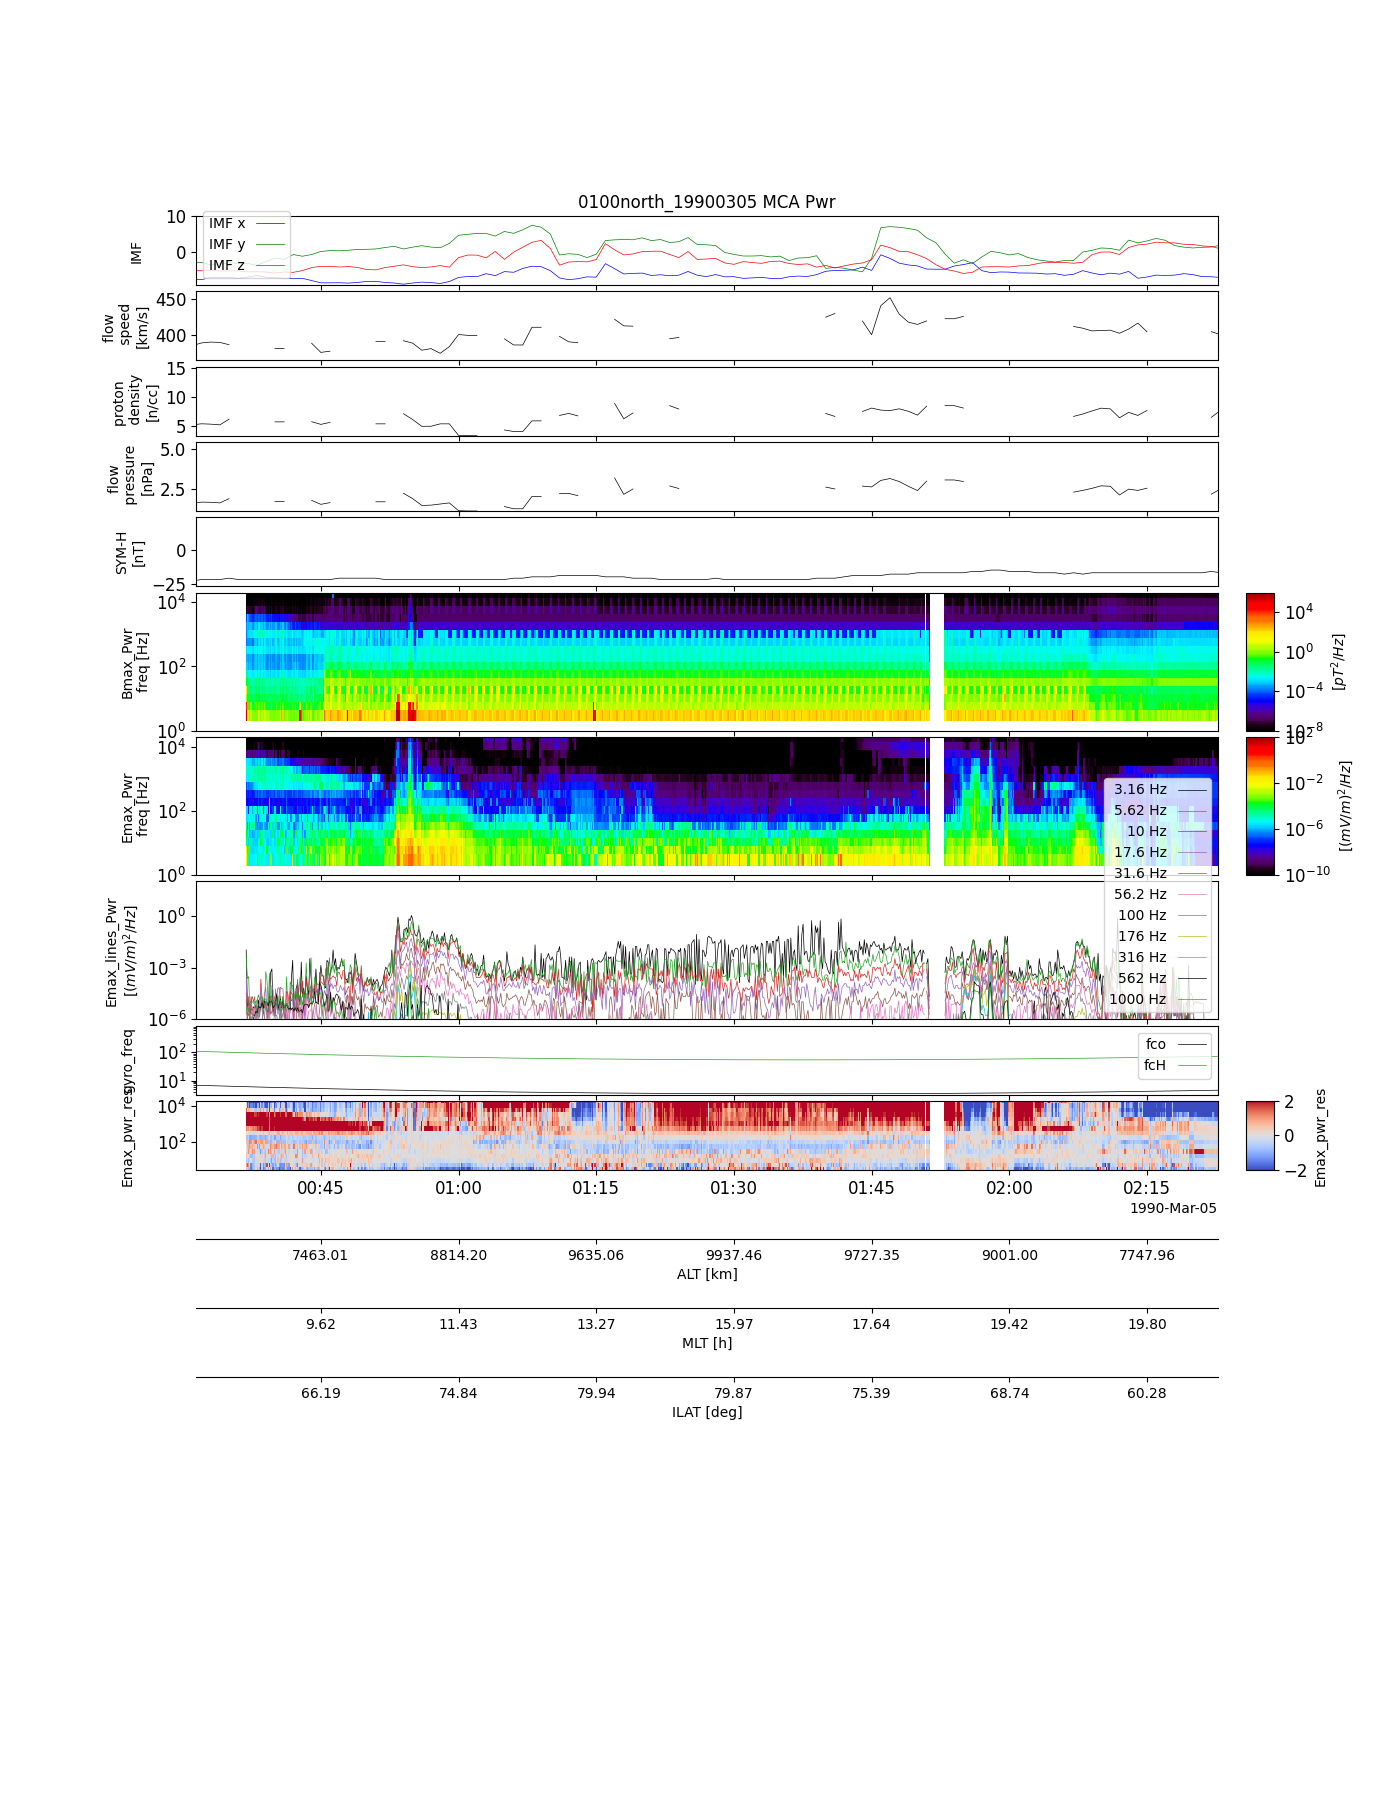 0100north_19900305 MCA Pwr
10
0
IMF
IMF x
IMF y
IMF z
450
400
flow
speed
[km/s]
15
10
5
proton
density
[n/cc]
5.0
2.5
flow
pressure
[nPa]
0
−25
SYM-H
[nT]
10^4
10^2
10^0
Bmax_Pwr
freq [Hz]
10^4
10^0
10^−4
10^−8
[pT^2/Hz]
10^4
10^2
10^0
Emax_Pwr
freq [Hz]
10^2
10^−2
10^−6
10^−10
[(mV/m)^2/Hz]
3.16 Hz
5.62 Hz
10 Hz
17.6 Hz
31.6 Hz
56.2 Hz
100 Hz
176 Hz
316 Hz
562 Hz
1000 Hz
10^0
10^−3
10^−6
Emax_lines_Pwr
[(mV/m)^2/Hz]
10^2
10^1
gyro_freq
fco
fcH
10^4
10^2
Emax_pwr_res
2
0
−2
Emax_pwr_res
00:45 01:00 01:15 01:30 01:45 02:00 02:15
1990-Mar-05
7463.01 8814.20 9635.06 9937.46 9727.35 9001.00 7747.96
ALT [km]
9.62 11.43 13.27 15.97 17.64 19.42 19.80
MLT [h]
66.19 74.84 79.94 79.87 75.39 68.74 60.28
ILAT [deg]